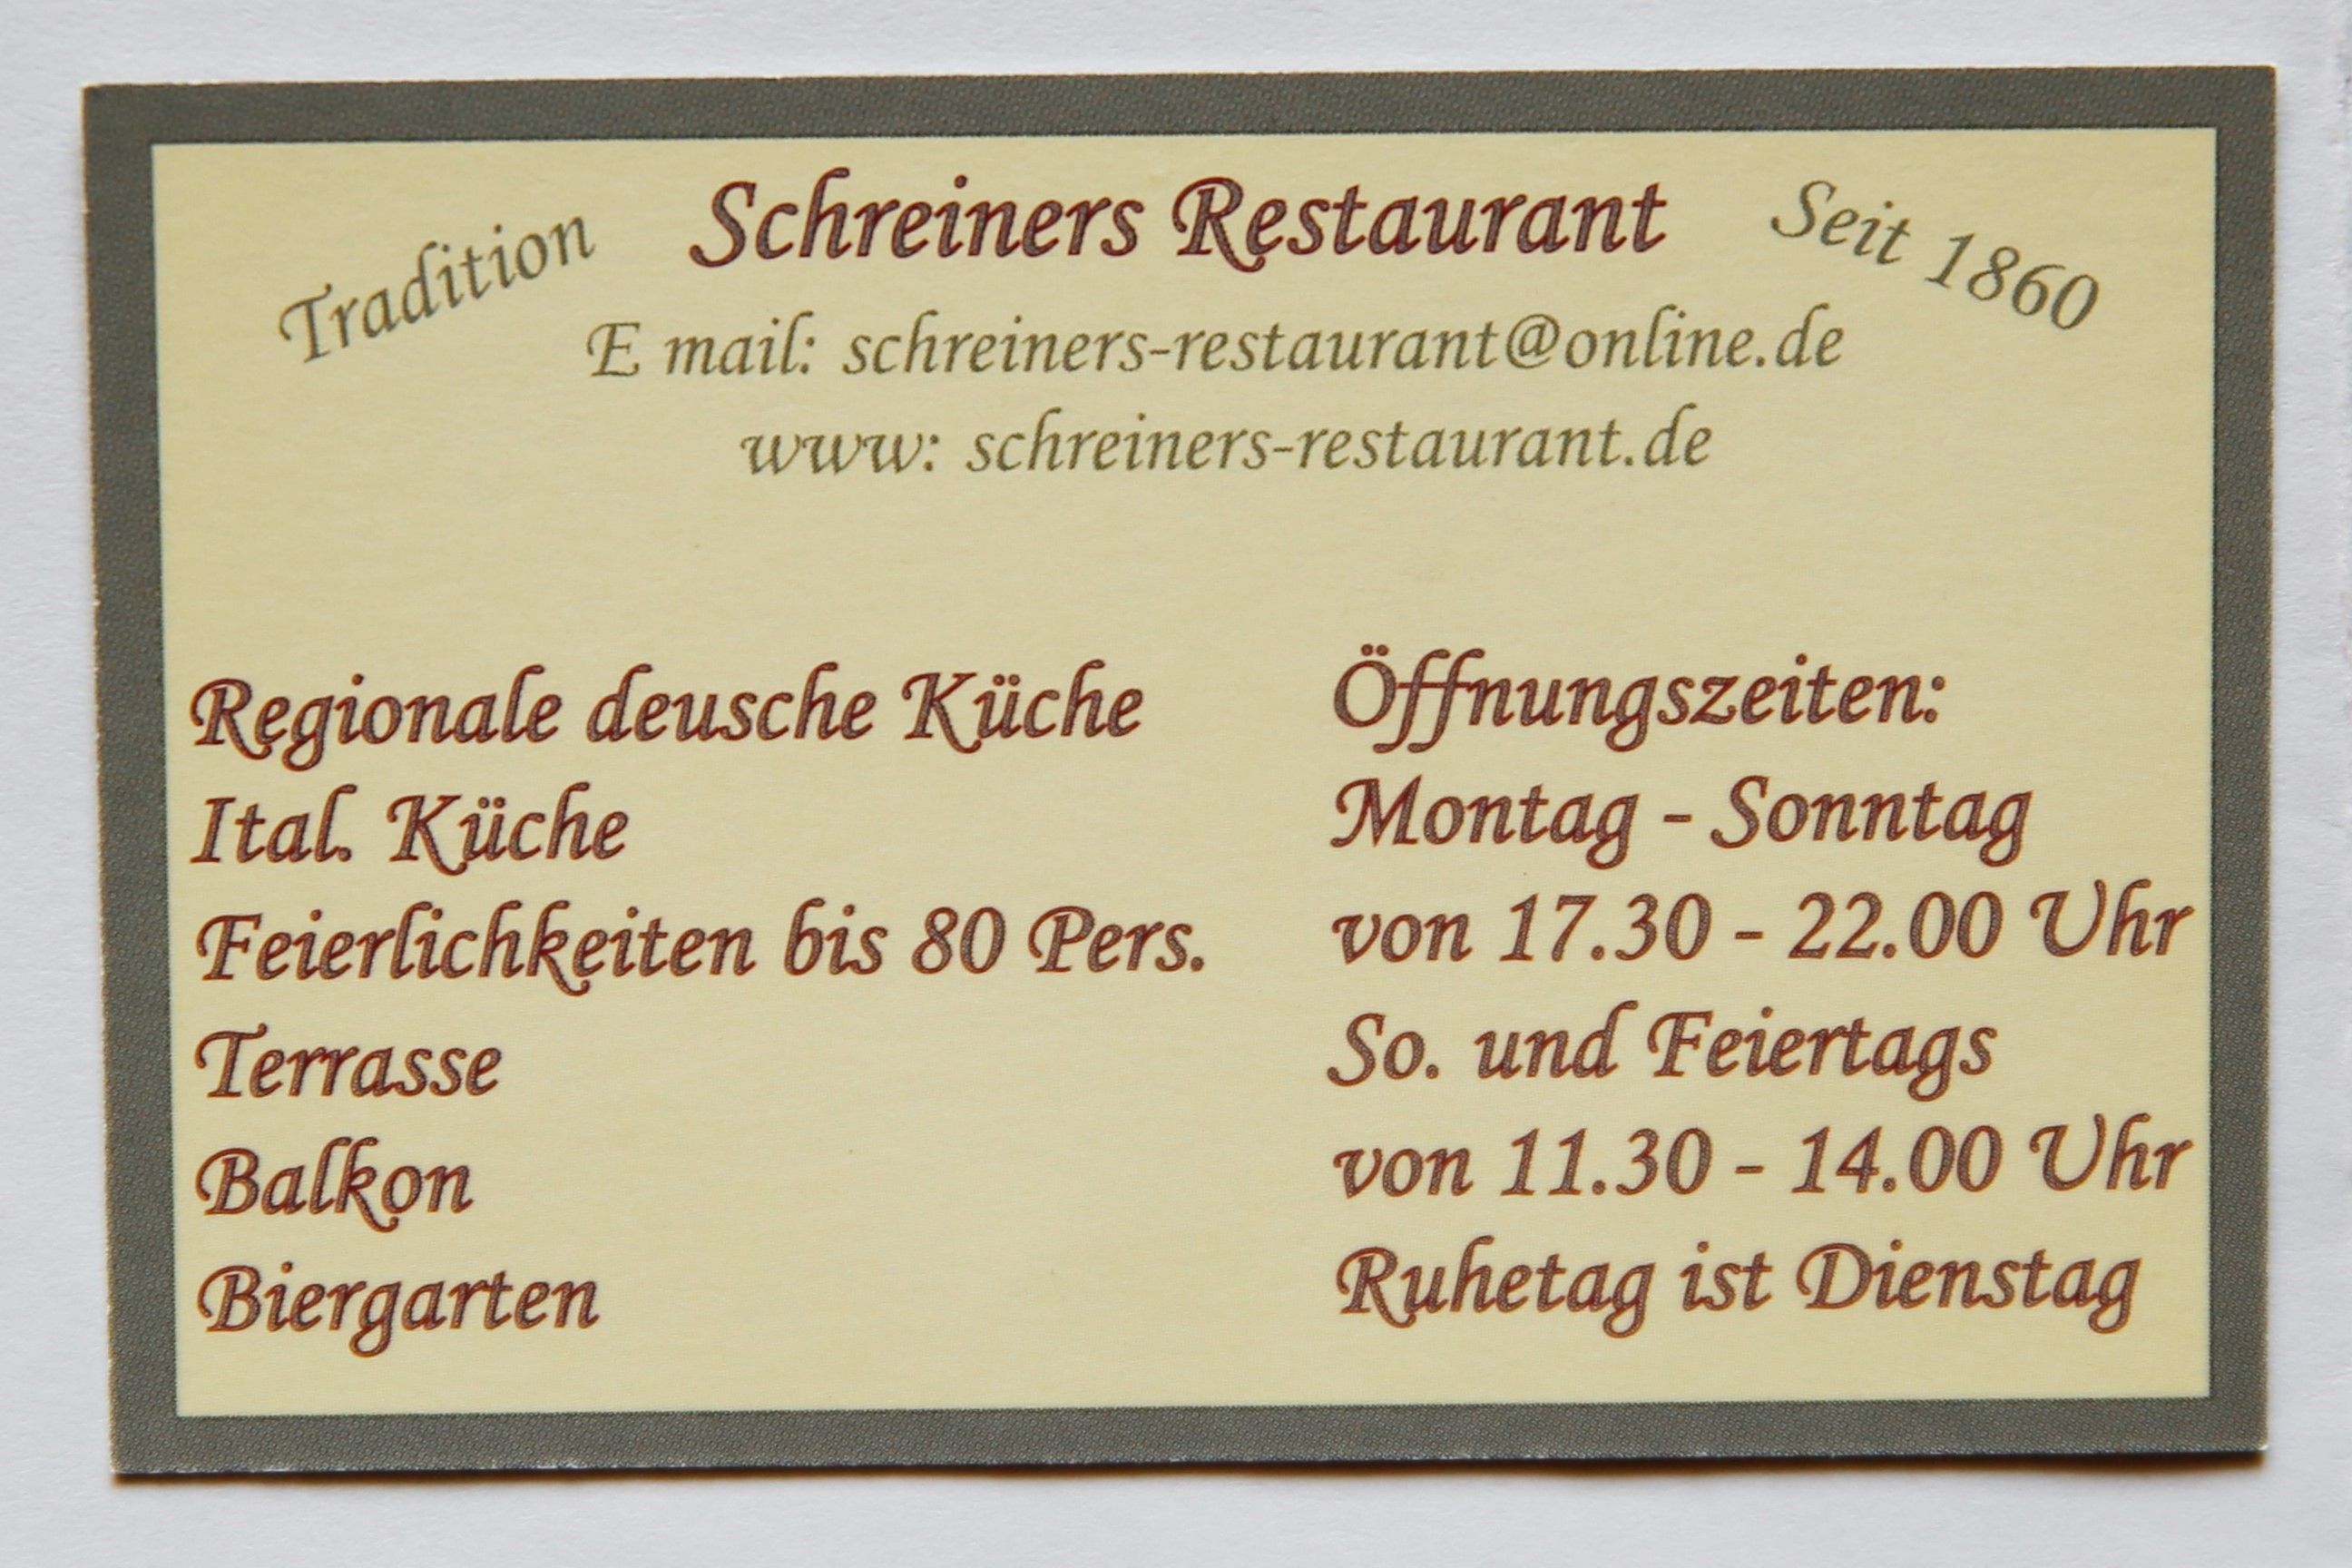 Tradition
Schreiners Restaurant
Seit 1860
E mail: schreiners-restaurant@online.de
www: schreiners-restaurant.de
Regionale deusche Küche
Ital. Küche
Feierlichkeiten bis 80 Pers.
Terrasse
Balkon
Biergarten
Öffnungszeiten:
Montag - Sonntag
von 17.30 - 22.00 Uhr
So. und Feiertags
von 11.30 - 14.00 Uhr
Ruhetag ist Dienstag